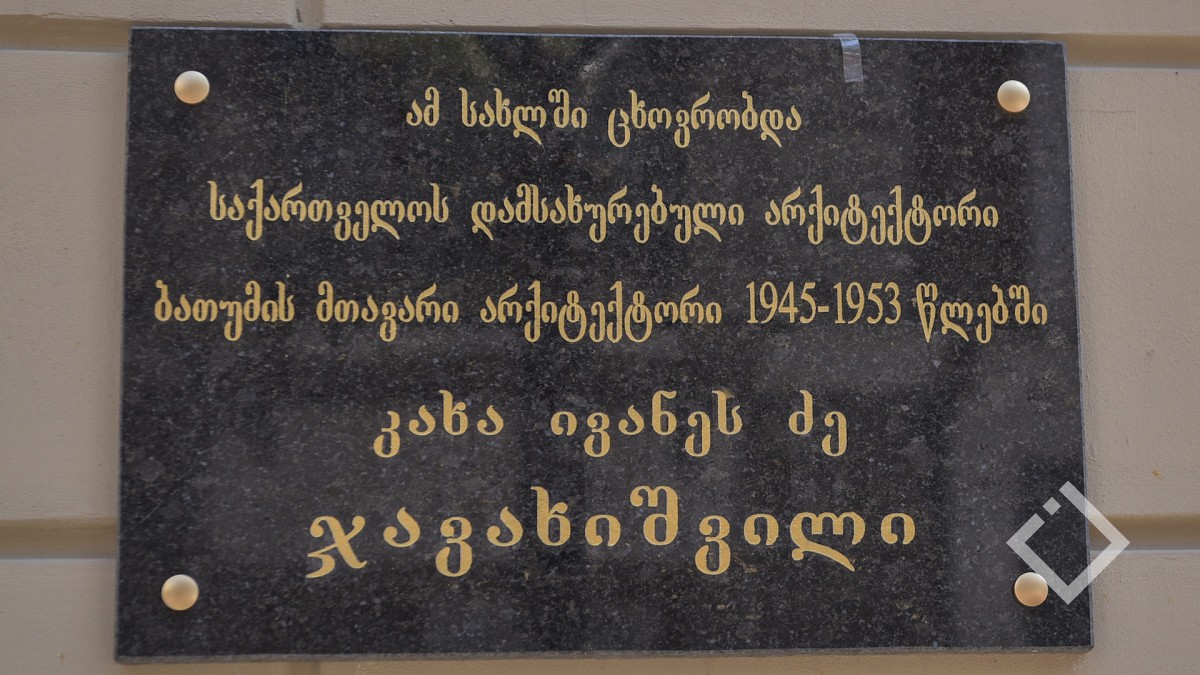 ამ სახლში ცხოვრობდა
საქართველოს დამსახურებული არქიტექტორი
ბათუმის მთავარი არქიტექტორი 1945-1953 წლებში
კახა ივანეს ძე
ჯავახიშვილი